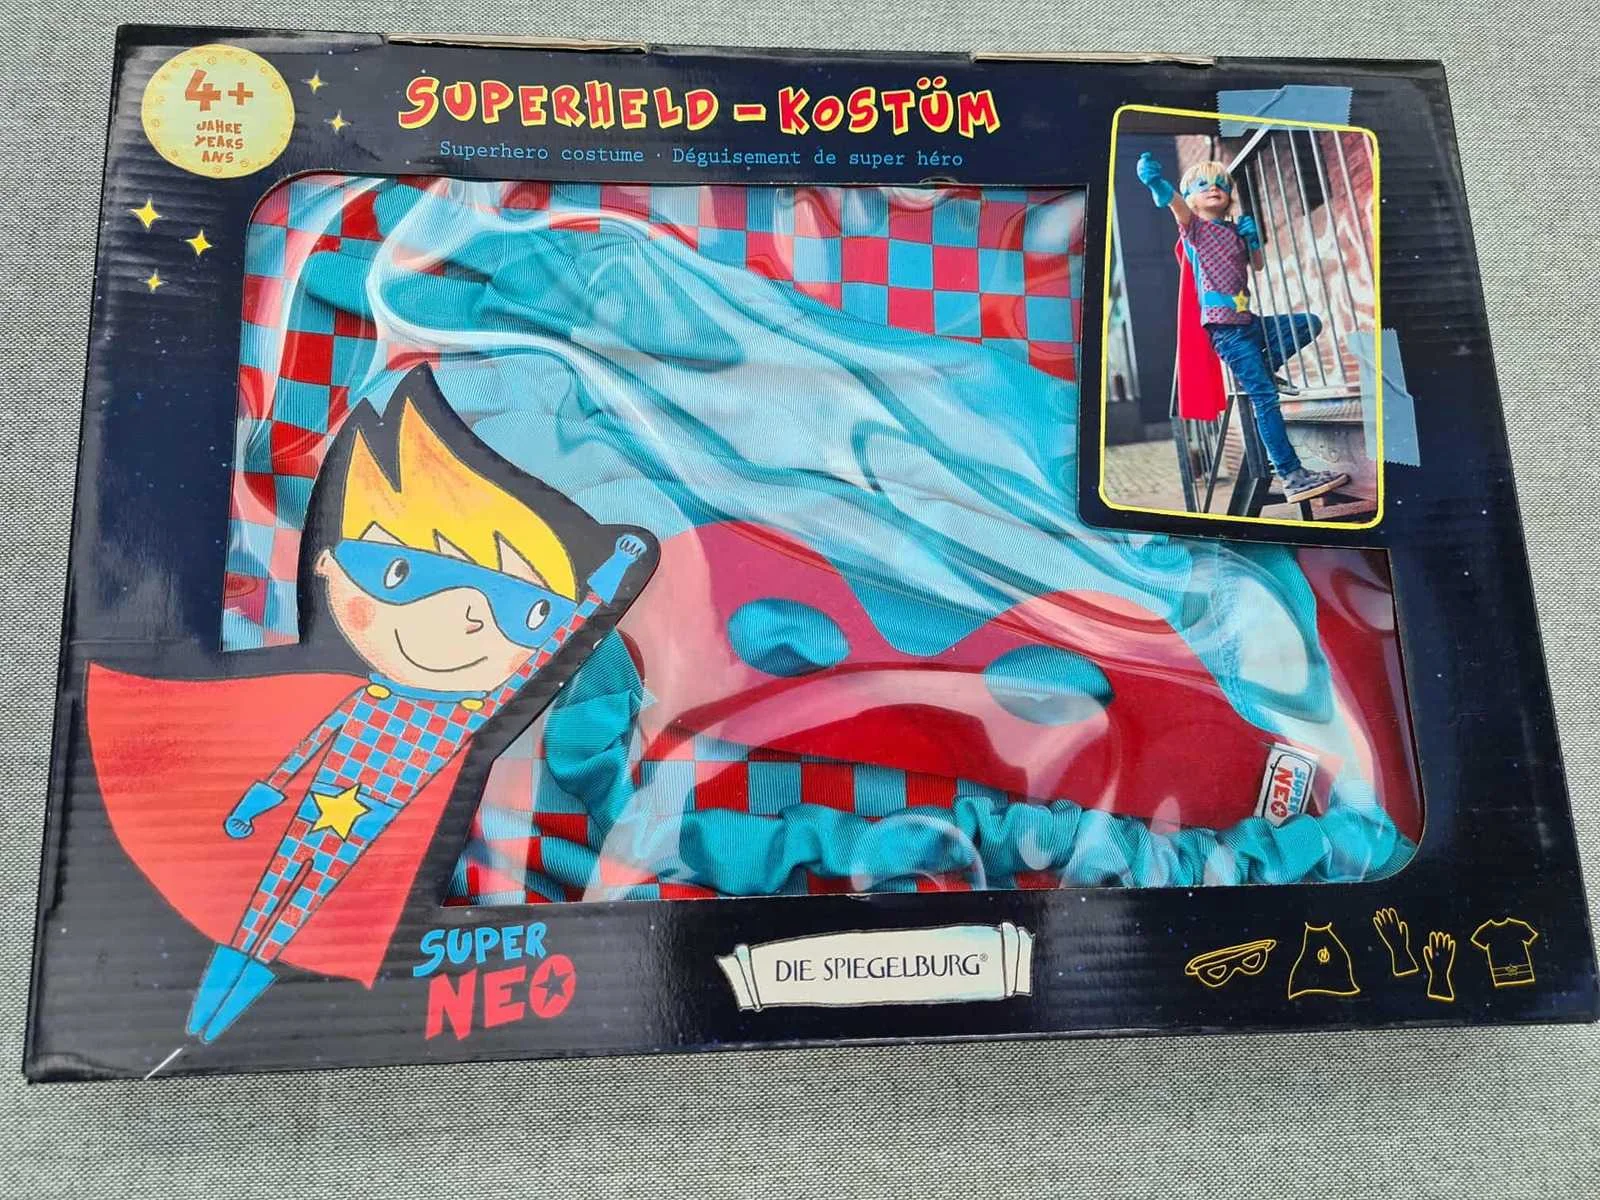 4+
JAHRE
YEARS
ANS
SUPERHELD - KOSTÜM
Superhero costume · Déguisement de super héro
SUPER
NEO
SUPER
NEO
DIE SPIEGELBURG®
N